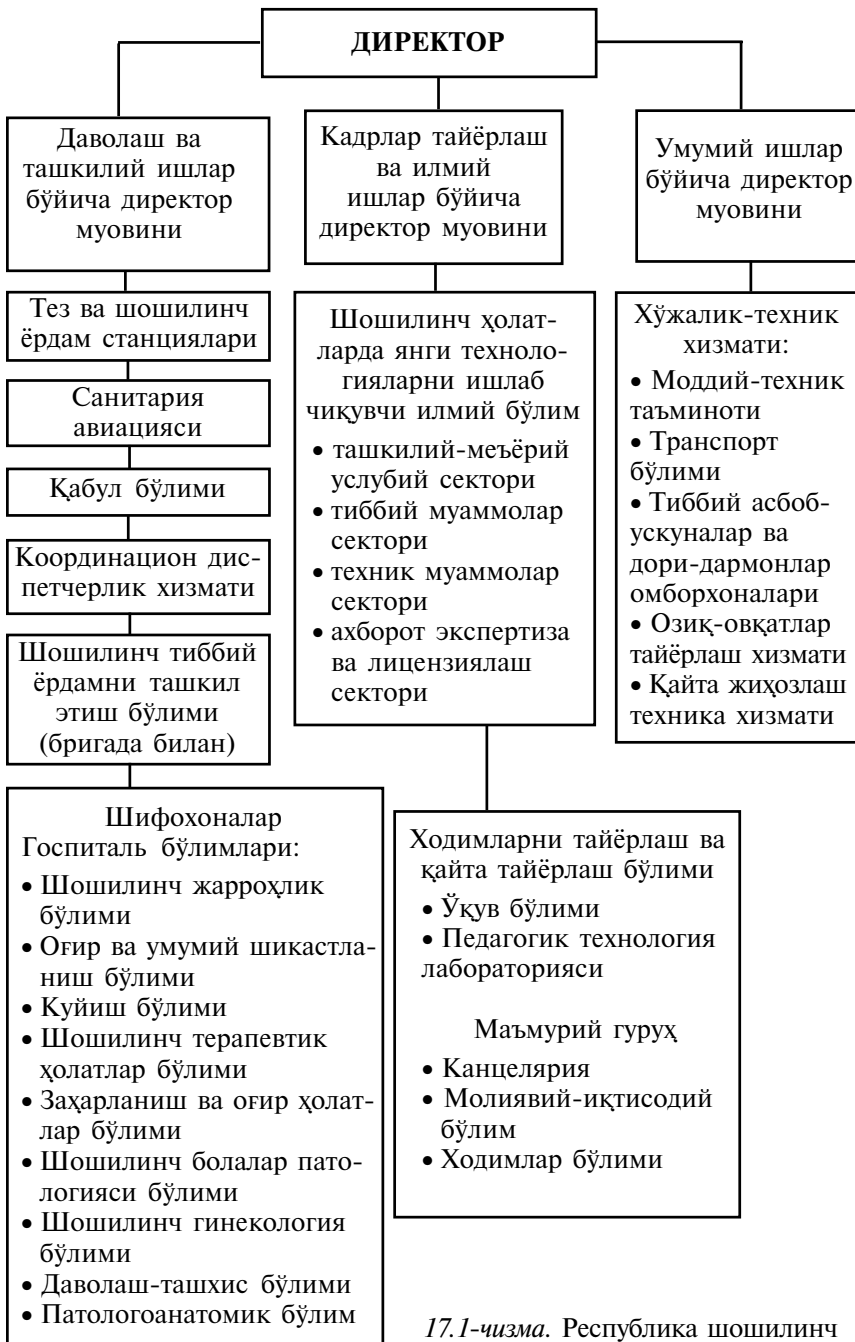 ДИРЕКТОР
Даволаш ва
ташкилий ишлар
бўйича директор
муовини
Тез ва шошилинч
ёрдам станциялари
Санитария
авиацияси
Қабул бўлими
Координацион дис-
петчерлик хизмати
Шошилинч тиббий
ёрдамни ташкил
этиш бўлими
(бригада билан)
Шифохоналар
Госпиталь бўлимлари:
• Шошилинч жарроҳлик
бўлими
• Оғир ва умумий шикастла-
ниш бўлими
• Куйиш бўлими
• Шошилинч терапевтик
ҳолатлар бўлими
• Заҳарланиш ва оғир ҳолат-
лар бўлими
• Шошилинч болалар пато-
логияси бўлими
• Шошилинч гинекология
бўлими
• Даволаш-ташхис бўлими
• Патологоанатомик бўлим
Кадрлар тайёрлаш
ва илмий
ишлар бўйича
директор муовини
Шошилинч ҳолат-
ларда янги техноло-
гияларни ишлаб
чиқувчи илмий бўлим
• ташкилий-меъёрий
услубий сектори
• тиббий муаммолар
сектори
• техник муаммолар
сектори
• ахборот экспертиза
ва лицензиялаш
сектори
Ходимларни тайёрлаш ва
қайта тайёрлаш бўлими
• Ўқув бўлими
• Педагогик технология
лабораторияси
Маъмурий гуруҳ
• Канцелярия
• Молиявий-иқтисодий
бўлим
• Ходимлар бўлими
Умумий ишлар
бўйича директор
муовини
Хўжалик-техник
хизмати:
• Моддий-техник
таъминоти
• Транспорт
бўлими
• Тиббий асбоб-
ускуналар ва
дори-дармонлар
омборхоналари
• Озиқ-овқатлар
тайёрлаш хизмати
• Қайта жиҳозлаш
техника хизмати
17.1-чизма. Республика шошилинч